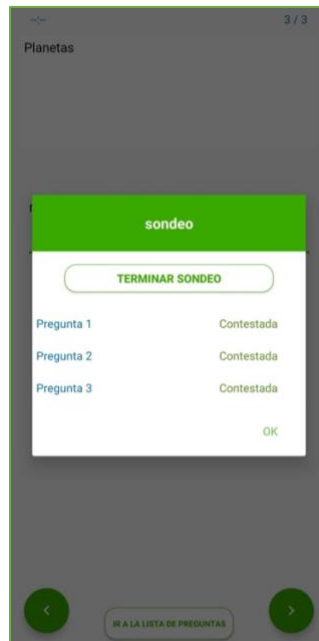 --:--
3 / 3
Planetas
sondeo
TERMINAR SONDEO
Pregunta 1 Contestada
Pregunta 2 Contestada
Pregunta 3 Contestada
OK
IR A LA LISTA DE PREGUNTAS